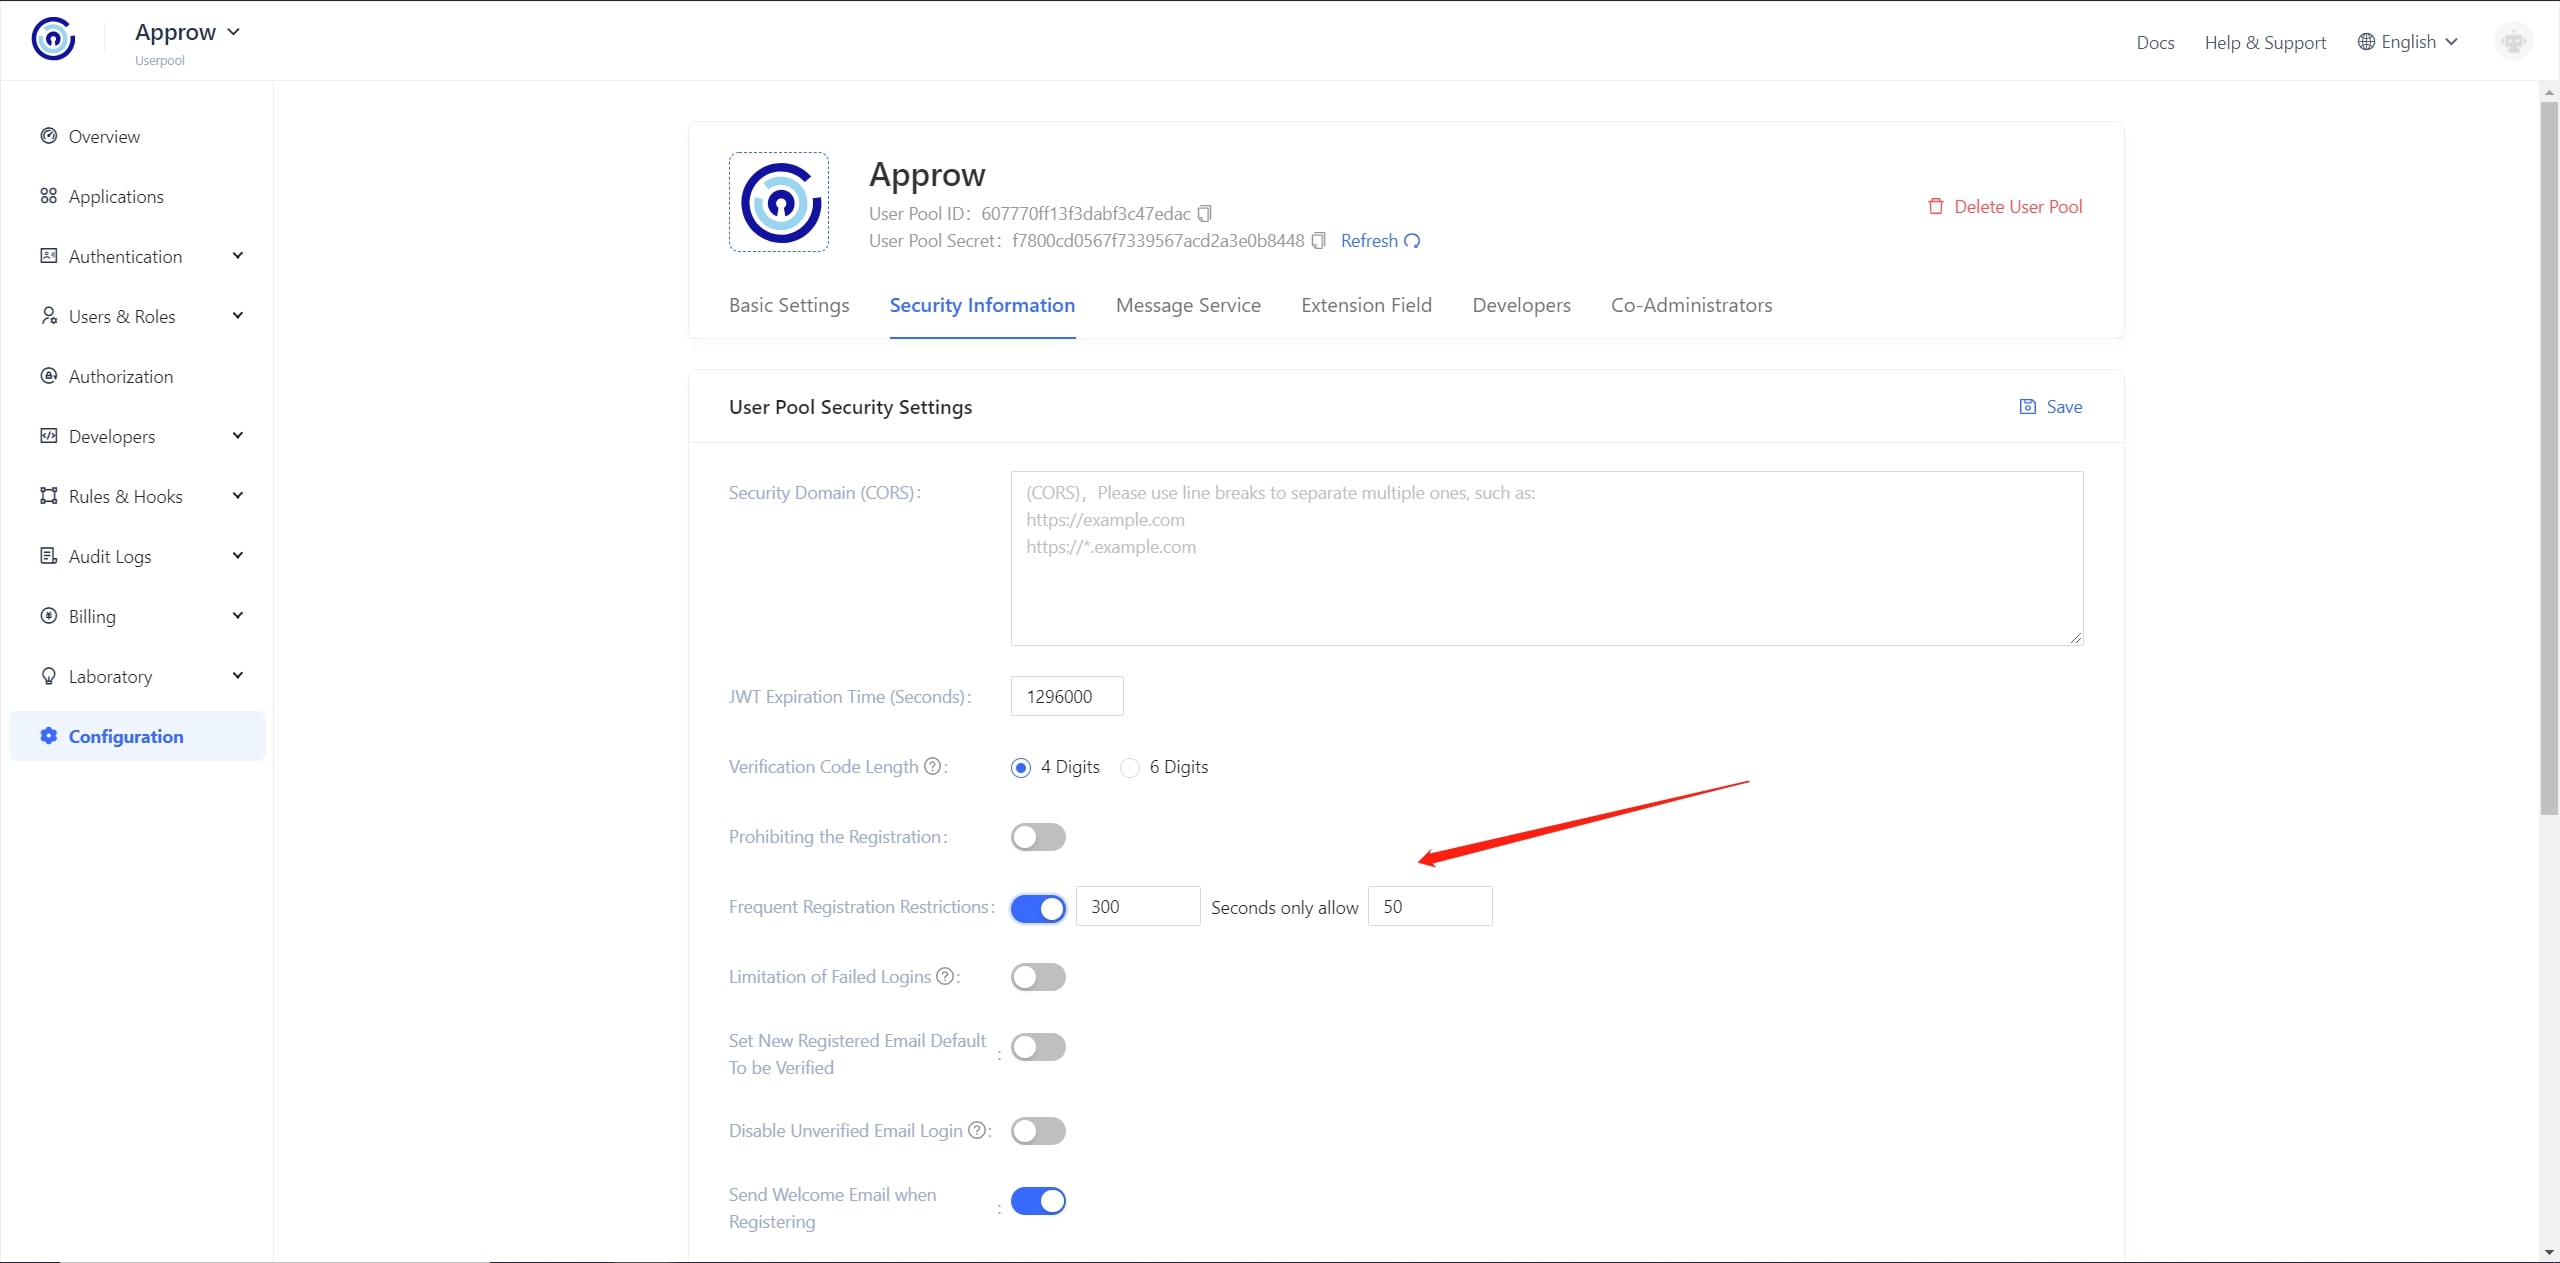 Approw
Userpool
Docs
Help & Support
English
Overview
Applications
Authentication
Users & Roles
Authorization
Developers
Rules & Hooks
Audit Logs
Billing
Laboratory
Configuration
Approw
User Pool ID: 607770ff13f3dabf3c47edac
User Pool Secret: f7800cd0567f7339567acd2a3e0b8448 Refresh
Delete User Pool
Basic Settings
Security Information
Message Service
Extension Field
Developers
Co-Administrators
User Pool Security Settings
Save
Security Domain (CORS):
(CORS)，Please use line breaks to separate multiple ones, such as:
https://example.com
https://*.example.com
JWT Expiration Time (Seconds): 1296000
Verification Code Length ? : 4 Digits 6 Digits
Prohibiting the Registration:
Frequent Registration Restrictions: 300 Seconds only allow 50
Limitation of Failed Logins ? :
Set New Registered Email Default
To be Verified :
Disable Unverified Email Login ? :
Send Welcome Email when
Registering :